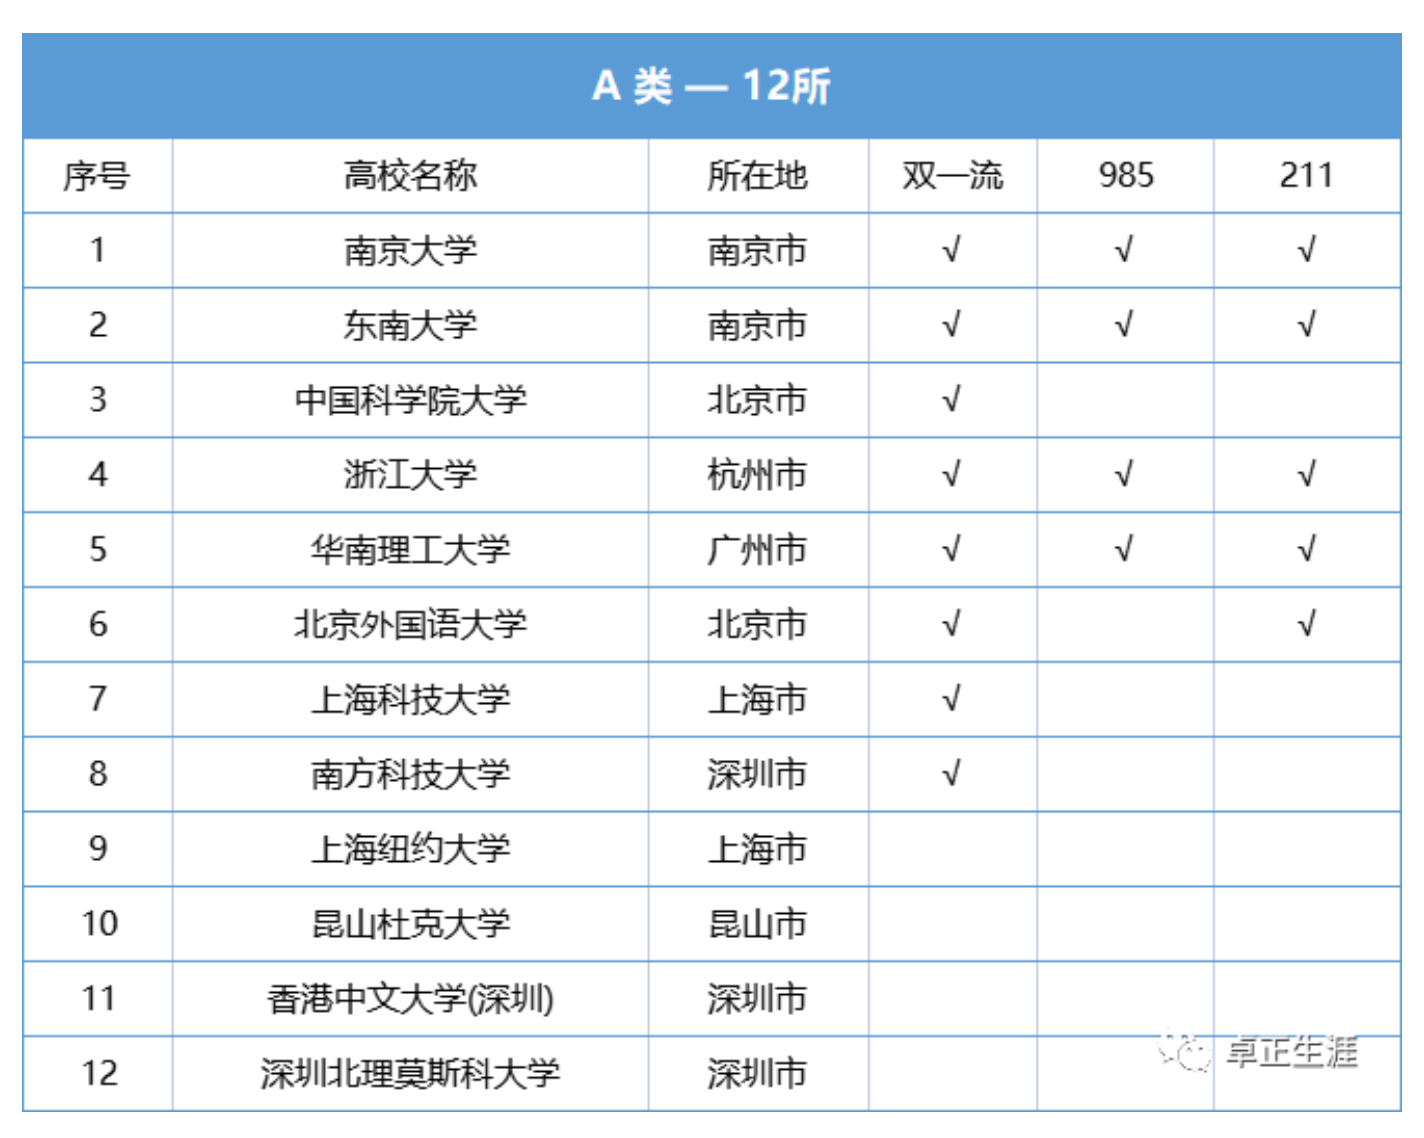 A 类 — 12所
序号 高校名称 所在地 双一流 985 211
1 南京大学 南京市 √ √ √
2 东南大学 南京市 √ √ √
3 中国科学院大学 北京市 √
4 浙江大学 杭州市 √ √ √
5 华南理工大学 广州市 √ √ √
6 北京外国语大学 北京市 √ √
7 上海科技大学 上海市 √
8 南方科技大学 深圳市 √
9 上海纽约大学 上海市
10 昆山杜克大学 昆山市
11 香港中文大学(深圳) 深圳市
12 深圳北理莫斯科大学 深圳市
卓正生涯